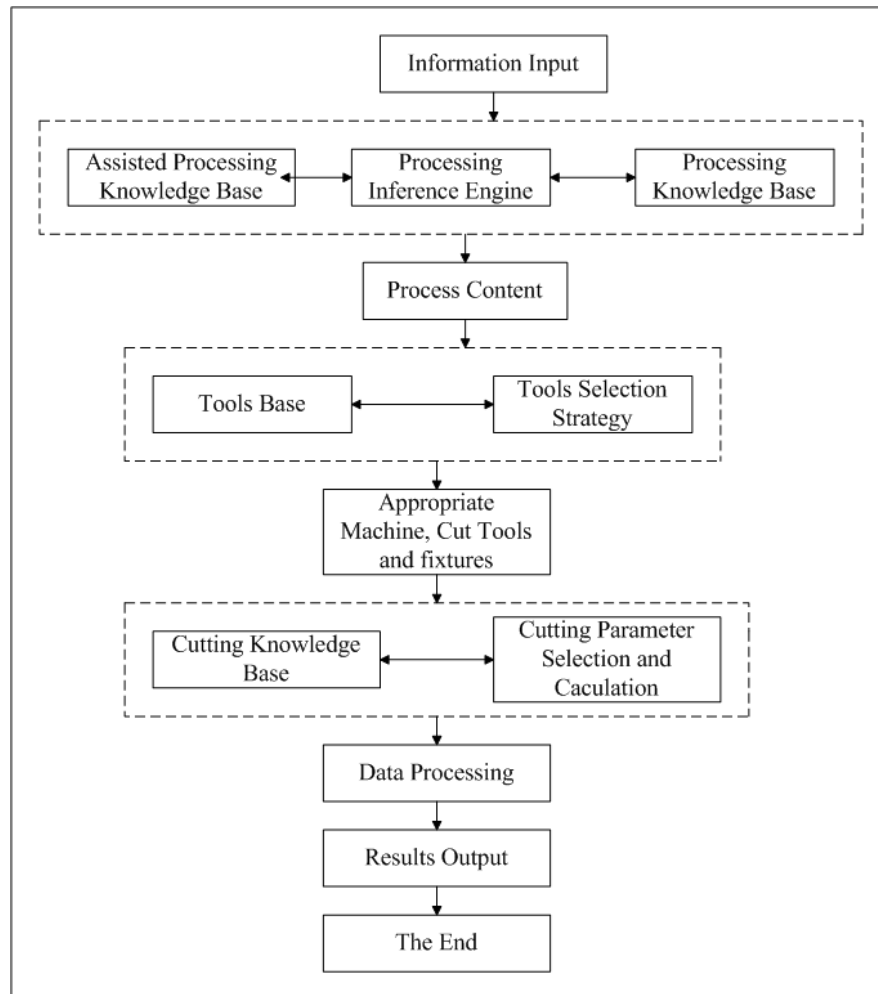 Information Input
Assisted Processing
Knowledge Base
Processing
Inference Engine
Processing
Knowledge Base
Process Content
Tools Base
Tools Selection
Strategy
Appropriate
Machine, Cut Tools
and fixtures
Cutting Knowledge
Base
Cutting Parameter
Selection and
Caculation
Data Processing
Results Output
The End